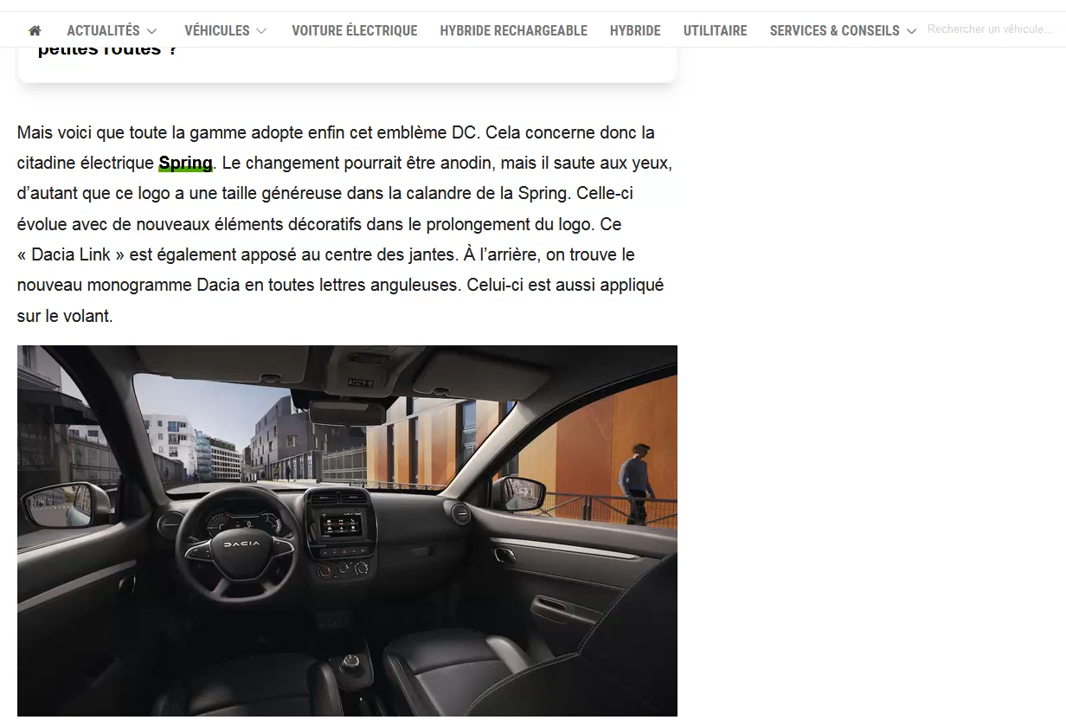 ACTUALITÉS VÉHICULES VOITURE ÉLECTRIQUE HYBRIDE RECHARGEABLE HYBRIDE UTILITAIRE SERVICES & CONSEILS Rechercher un véhicule...
petites routes ?
Mais voici que toute la gamme adopte enfin cet emblème DC. Cela concerne donc la
citadine électrique Spring. Le changement pourrait être anodin, mais il saute aux yeux,
d’autant que ce logo a une taille généreuse dans la calandre de la Spring. Celle-ci
évolue avec de nouveaux éléments décoratifs dans le prolongement du logo. Ce
« Dacia Link » est également apposé au centre des jantes. À l’arrière, on trouve le
nouveau monogramme Dacia en toutes lettres anguleuses. Celui-ci est aussi appliqué
sur le volant.
DACIA